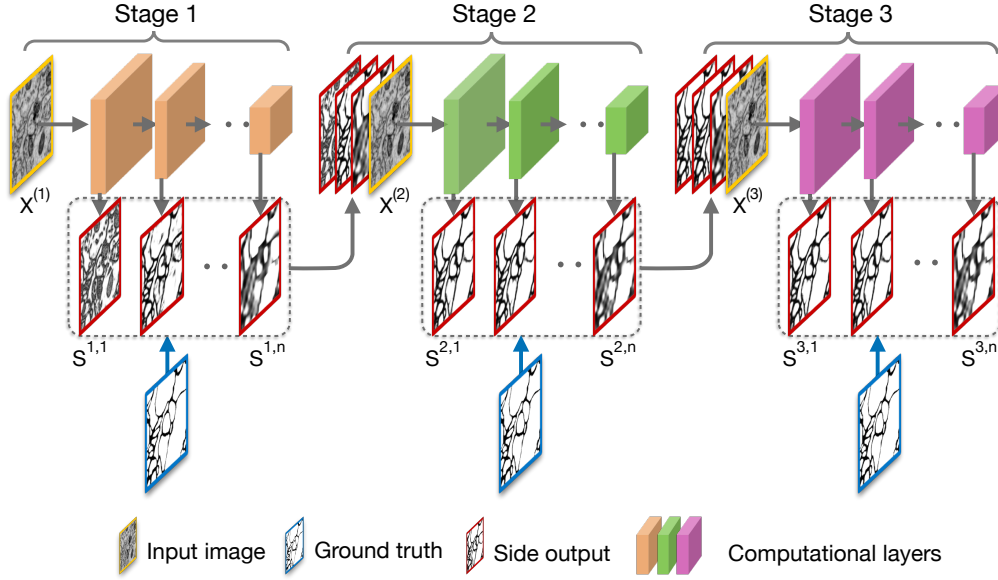 Stage 1
Stage 2
Stage 3
X(1)
X(2)
X(3)
S1,1
S1,n
S2,1
S2,n
S3,1
S3,n
Input image
Ground truth
Side output
Computational layers